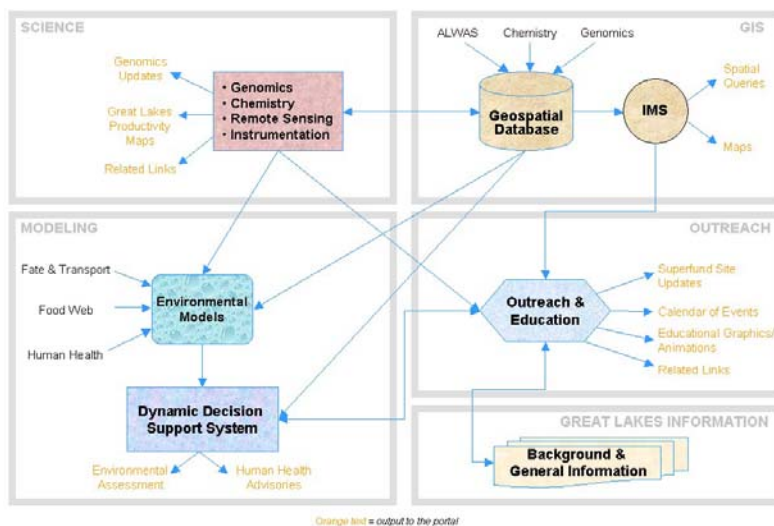 SCIENCE
Genomics
Updates
Great Lakes
Productivity
Maps
Related Links
• Genomics
• Chemistry
• Remote Sensing
• Instrumentation
GIS
ALWAS
Chemistry
Genomics
Geospatial
Database
IMS
Spatial
Queries
Maps
MODELING
Fate & Transport
Food Web
Human Health
Environmental
Models
Dynamic Decision
Support System
Environmental
Assessment
Human Health
Advisories
OUTREACH
Outreach &
Education
Superfund Site
Updates
Calendar of Events
Educational Graphics/
Animations
Related Links
GREAT LAKES INFORMATION
Background &
General Information
Orange text = output to the portal